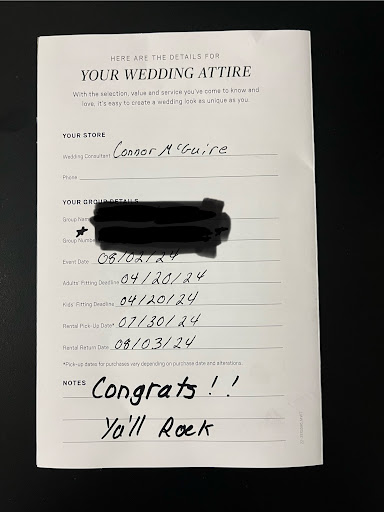 HERE ARE THE DETAILS FOR
YOUR WEDDING ATTIRE
With the selection, value and service you've come to know and
love, it's easy to create a wedding look as unique as you.
YOUR STORE
Wedding Consultant Connor McGuire
Phone
YOUR GROUP DETAILS
Group Name
Group Number
Event Date 08/02/24
Adults' Fitting Deadline 04/20/24
Kids' Fitting Deadline 04/20/24
Rental Pick-Up Date* 07/30/24
Rental Return Date 08/03/24
*Pick-up dates for purchases vary depending on purchase date and alterations.
NOTES Congrats!!
Ya'll Rock